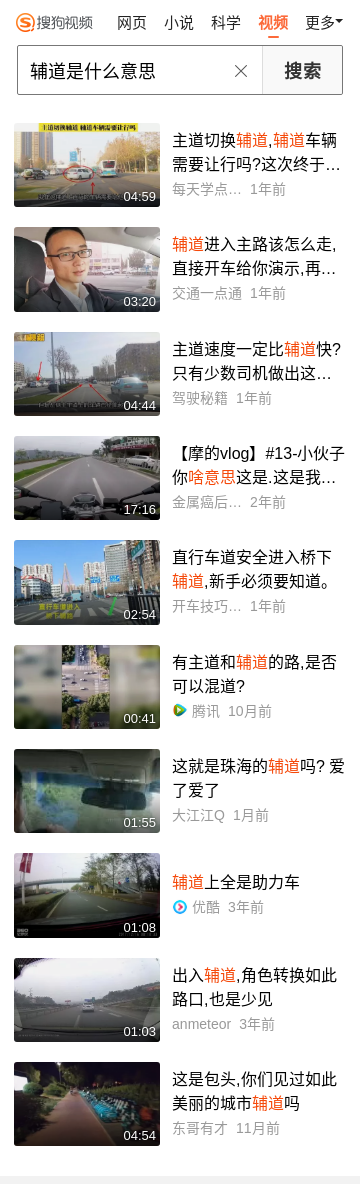 搜狗视频 网页 小说 科学 视频 更多
辅道是什么意思 搜索
主道切换辅道 辅道车辆需要让行吗
主道切换辅道,辅道车辆
需要让行吗?这次终于于…
04:59
每天学点… 1年前
辅道进入主路该怎么走,
直接开车给你演示,再…
03:20
交通一点通 1年前
主道速度一定比辅道快?
只有少数司机做出这…
04:44
驾驶秘籍 1年前
【摩的vlog】#13-小伙子
你啥意思这是.这是我…
17:16
金属癌后… 2年前
直行车道安全进入桥下
辅道,新手必须要知道。
直行车道进入
02:54
开车技巧… 1年前
有主道和辅道的路,是否
可以混道?
00:41
腾讯 10月前
这就是珠海的辅道吗? 爱
了爱了
01:55
大江江Q 1月前
辅道上全是助力车
360
01:08
优酷 3年前
出入辅道,角色转换如此
路口,也是少见
01:03
anmeteor 3年前
这是包头,你们见过如此
美丽的城市辅道吗
04:54
东哥有才 11月前